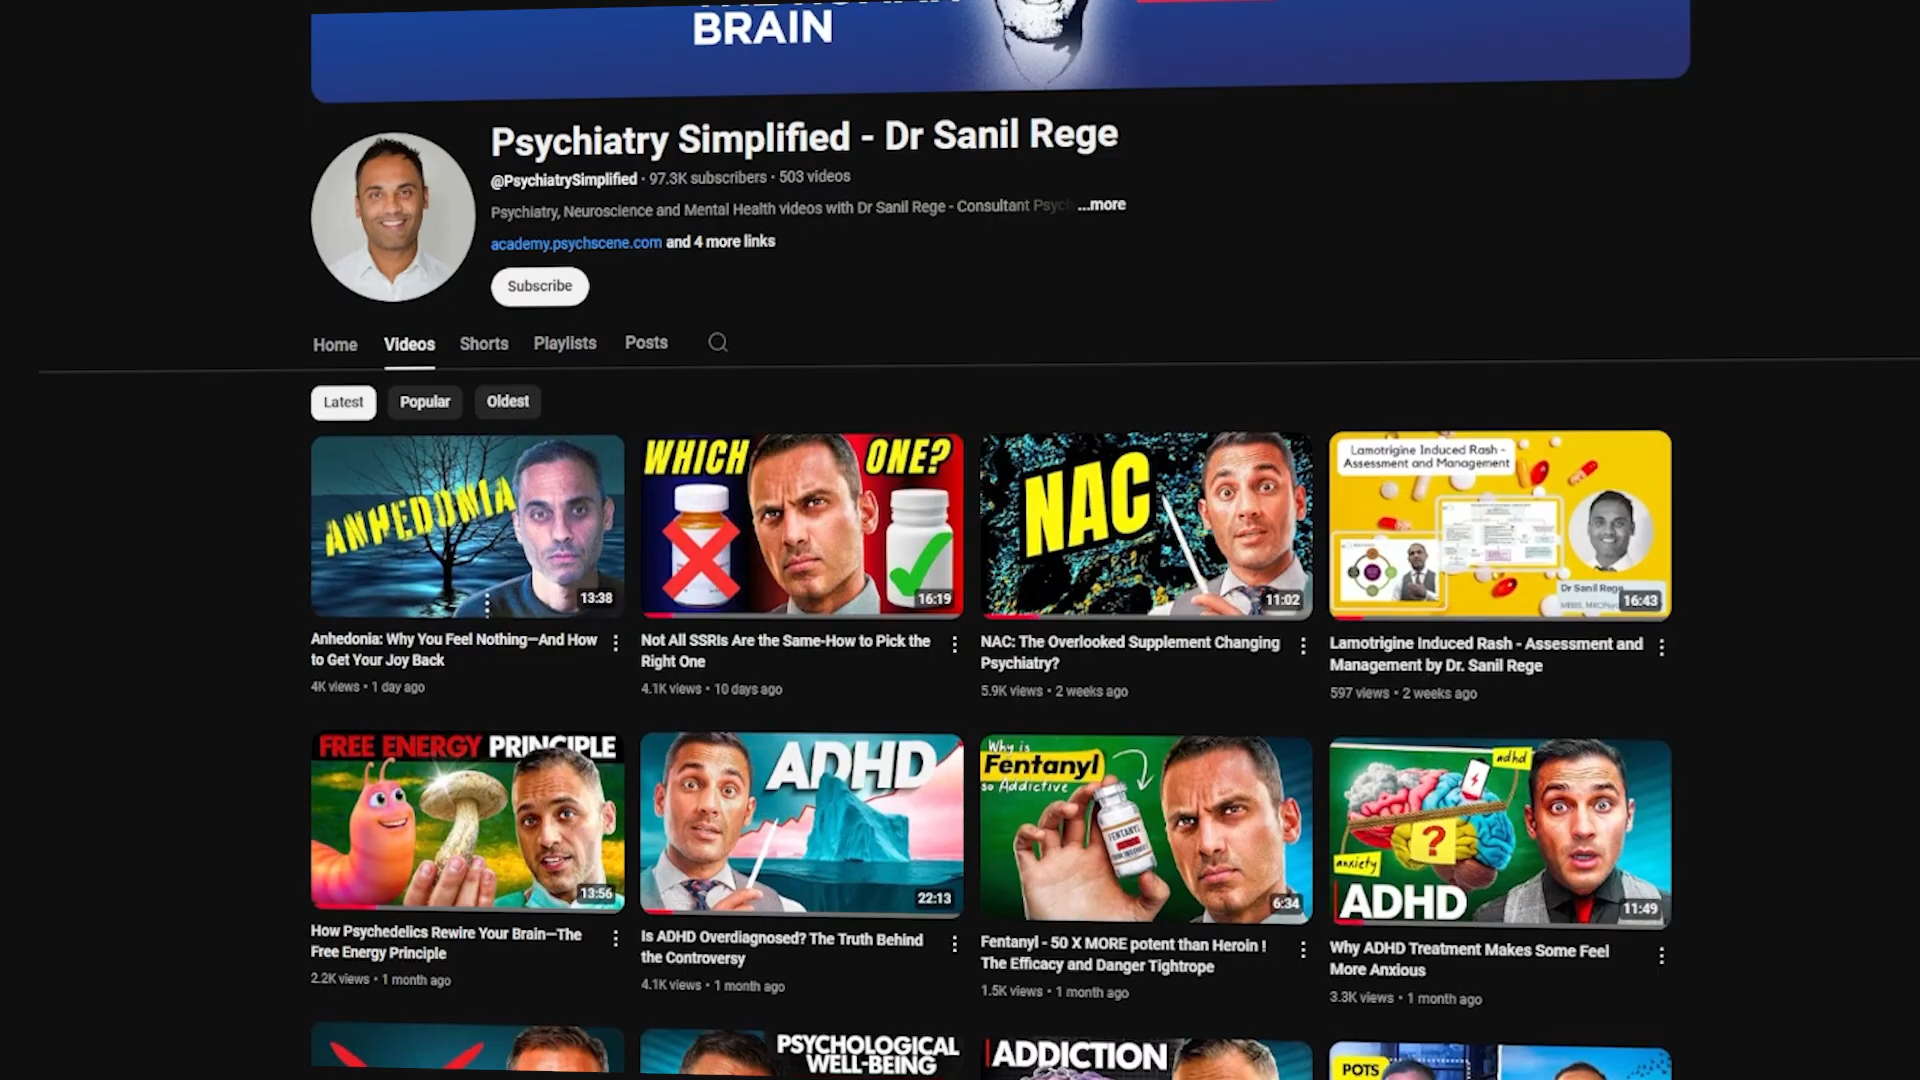 BRAIN
Psychiatry Simplified - Dr Sanil Rege
@PsychiatrySimplified · 97.3K subscribers · 503 videos
Psychiatry, Neuroscience and Mental Health videos with Dr Sanil Rege - Consultant Psych ...more
academy.psychscene.com and 4 more links
Subscribe
Home Videos Shorts Playlists Posts
Latest Popular Oldest
ANHEDONIA
13:38
WHICH ONE?
16:19
NAC
11:02
Lamotrigine Induced Rash -
Assessment and Management
Dr Sanil Rege
16:43
Anhedonia: Why You Feel Nothing—And How
to Get Your Joy Back
4K views • 1 day ago
Not All SSRIs Are the Same-How to Pick the
Right One
4.1K views • 10 days ago
NAC: The Overlooked Supplement Changing
Psychiatry?
5.9K views • 2 weeks ago
Lamotrigine Induced Rash - Assessment and
Management by Dr. Sanil Rege
597 views • 2 weeks ago
FREE ENERGY PRINCIPLE
13:56
ADHD
22:13
Why is
Fentanyl
so Addictive
FENTANYL
6:34
adhd
?
anxiety
ADHD
11:49
How Psychedelics Rewire Your Brain—The
Free Energy Principle
2.2K views • 1 month ago
Is ADHD Overdiagnosed? The Truth Behind
the Controversy
4.1K views • 1 month ago
Fentanyl - 50 X MORE potent than Heroin !
The Efficacy and Danger Tightrope
1.5K views • 1 month ago
Why ADHD Treatment Makes Some Feel
More Anxious
3.3K views • 1 month ago
PSYCHOLOGICAL
WELL-BEING
ADDICTION
POTS